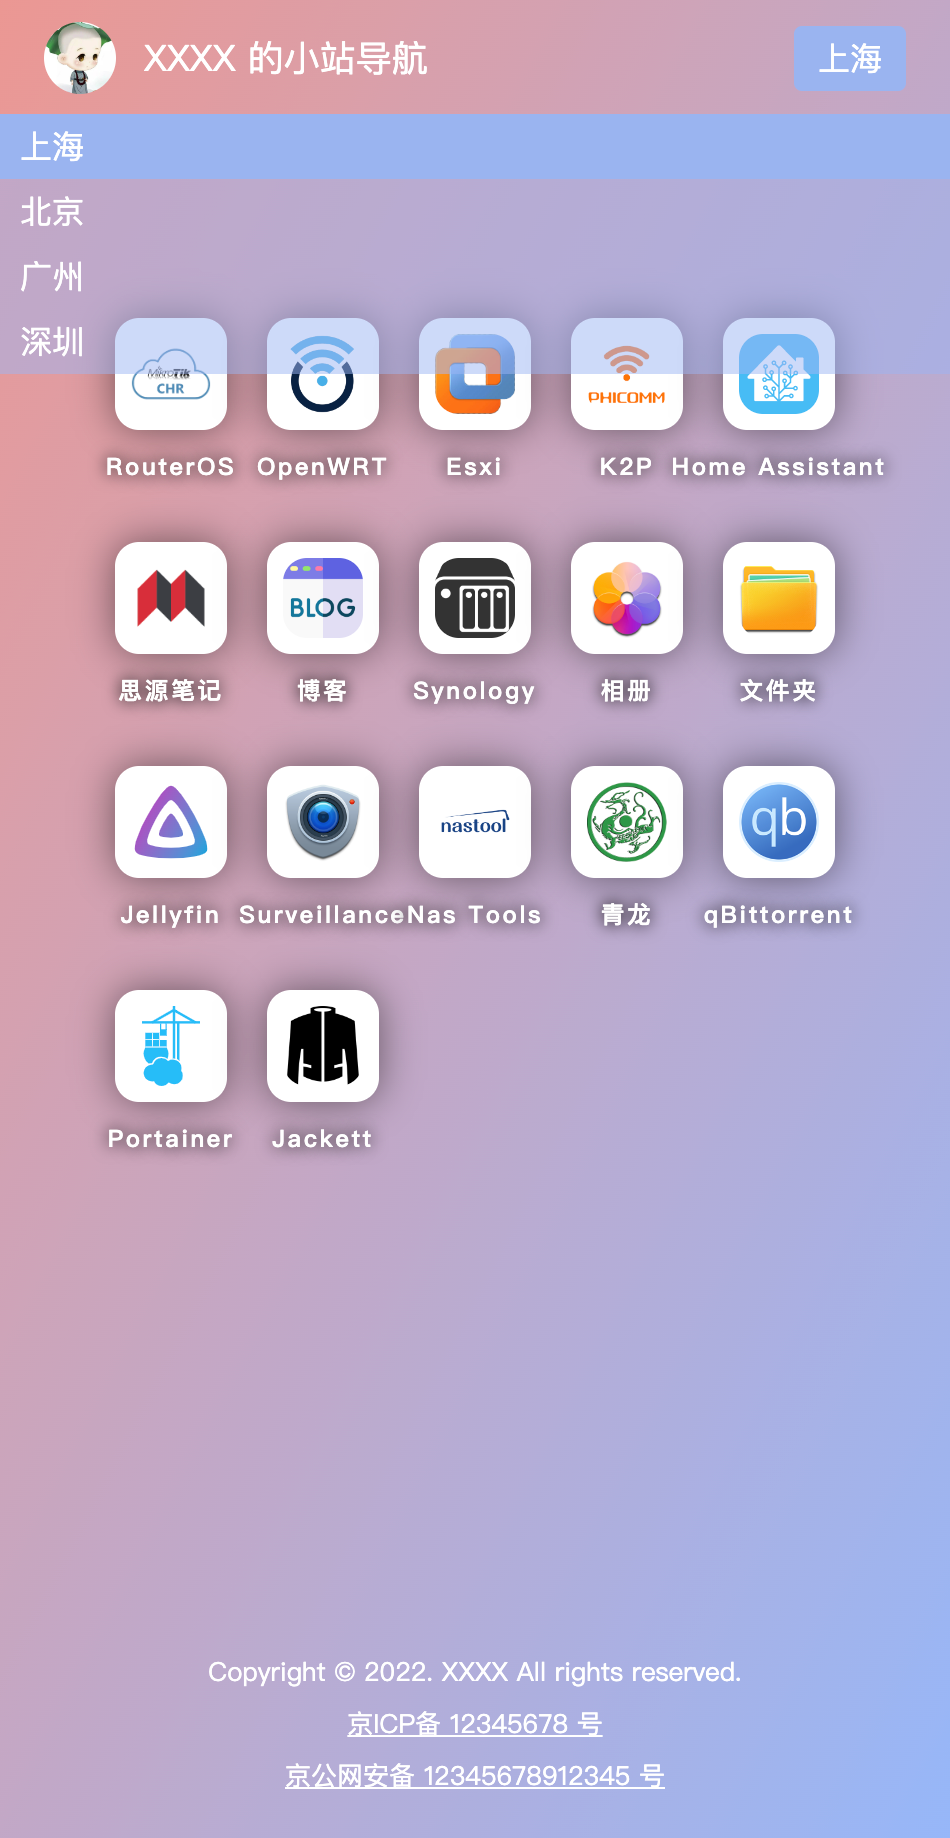 XXXX 的小站导航
上海
上海
北京
广州
深圳
MikroTik
CHR
PHICOMM
RouterOS OpenWRT Esxi K2P Home Assistant
BLOG
思源笔记 博客 Synology 相册 文件夹
nastool
qb
Jellyfin Surveillance Nas Tools 青龙 qBittorrent
Portainer Jackett
Copyright © 2022. XXXX All rights reserved.
京ICP备 12345678 号
京公网安备 12345678912345 号